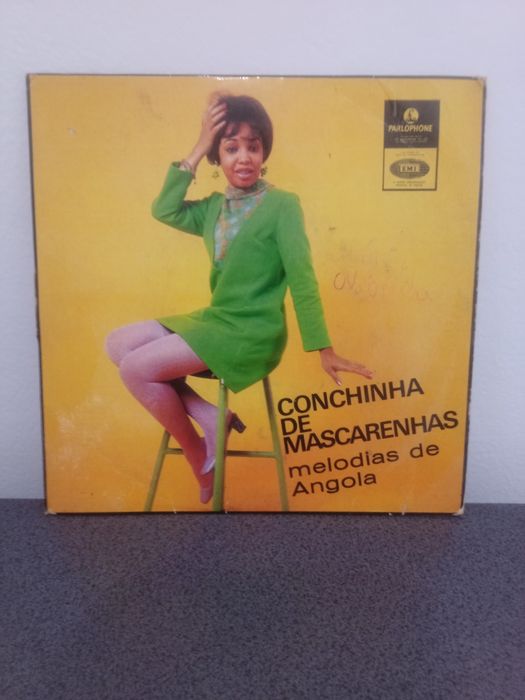 PARLOPHONE
EMI
CONCHINHA
DE
MASCARENHAS
melodias de
Angola